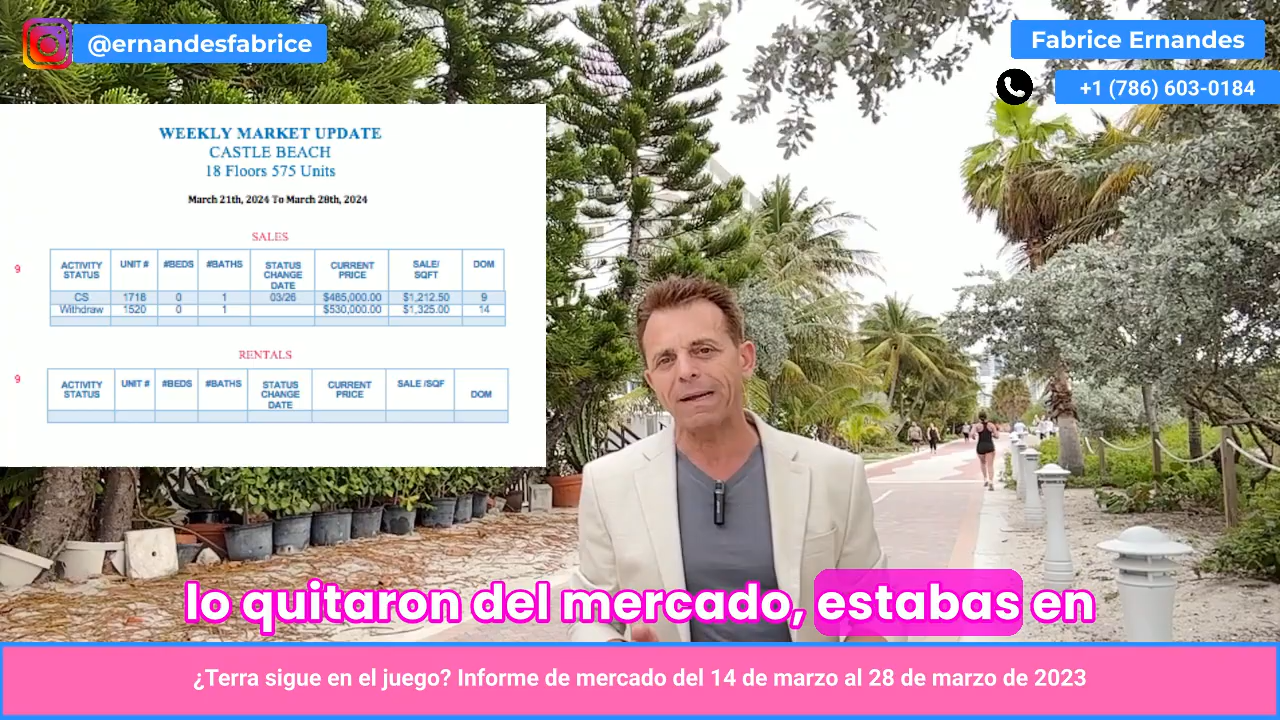 @ernandesfabrice
Fabrice Ernandes
+1 (786) 603-0184
WEEKLY MARKET UPDATE
CASTLE BEACH
18 Floors 575 Units
March 21th, 2024 To March 28th, 2024
SALES
9
ACTIVITY STATUS UNIT # #BEDS #BATHS STATUS CHANGE DATE CURRENT PRICE SALE/ SQFT DOM
CS 1718 0 1 03/26 $485,000.00 $1,212.50 9
Withdraw 1520 0 1 $530,000.00 $1,325.00 14
RENTALS
9
ACTIVITY STATUS UNIT # #BEDS #BATHS STATUS CHANGE DATE CURRENT PRICE SALE /SQF DOM
lo quitaron del mercado, estabas en
¿Terra sigue en el juego? Informe de mercado del 14 de marzo al 28 de marzo de 2023